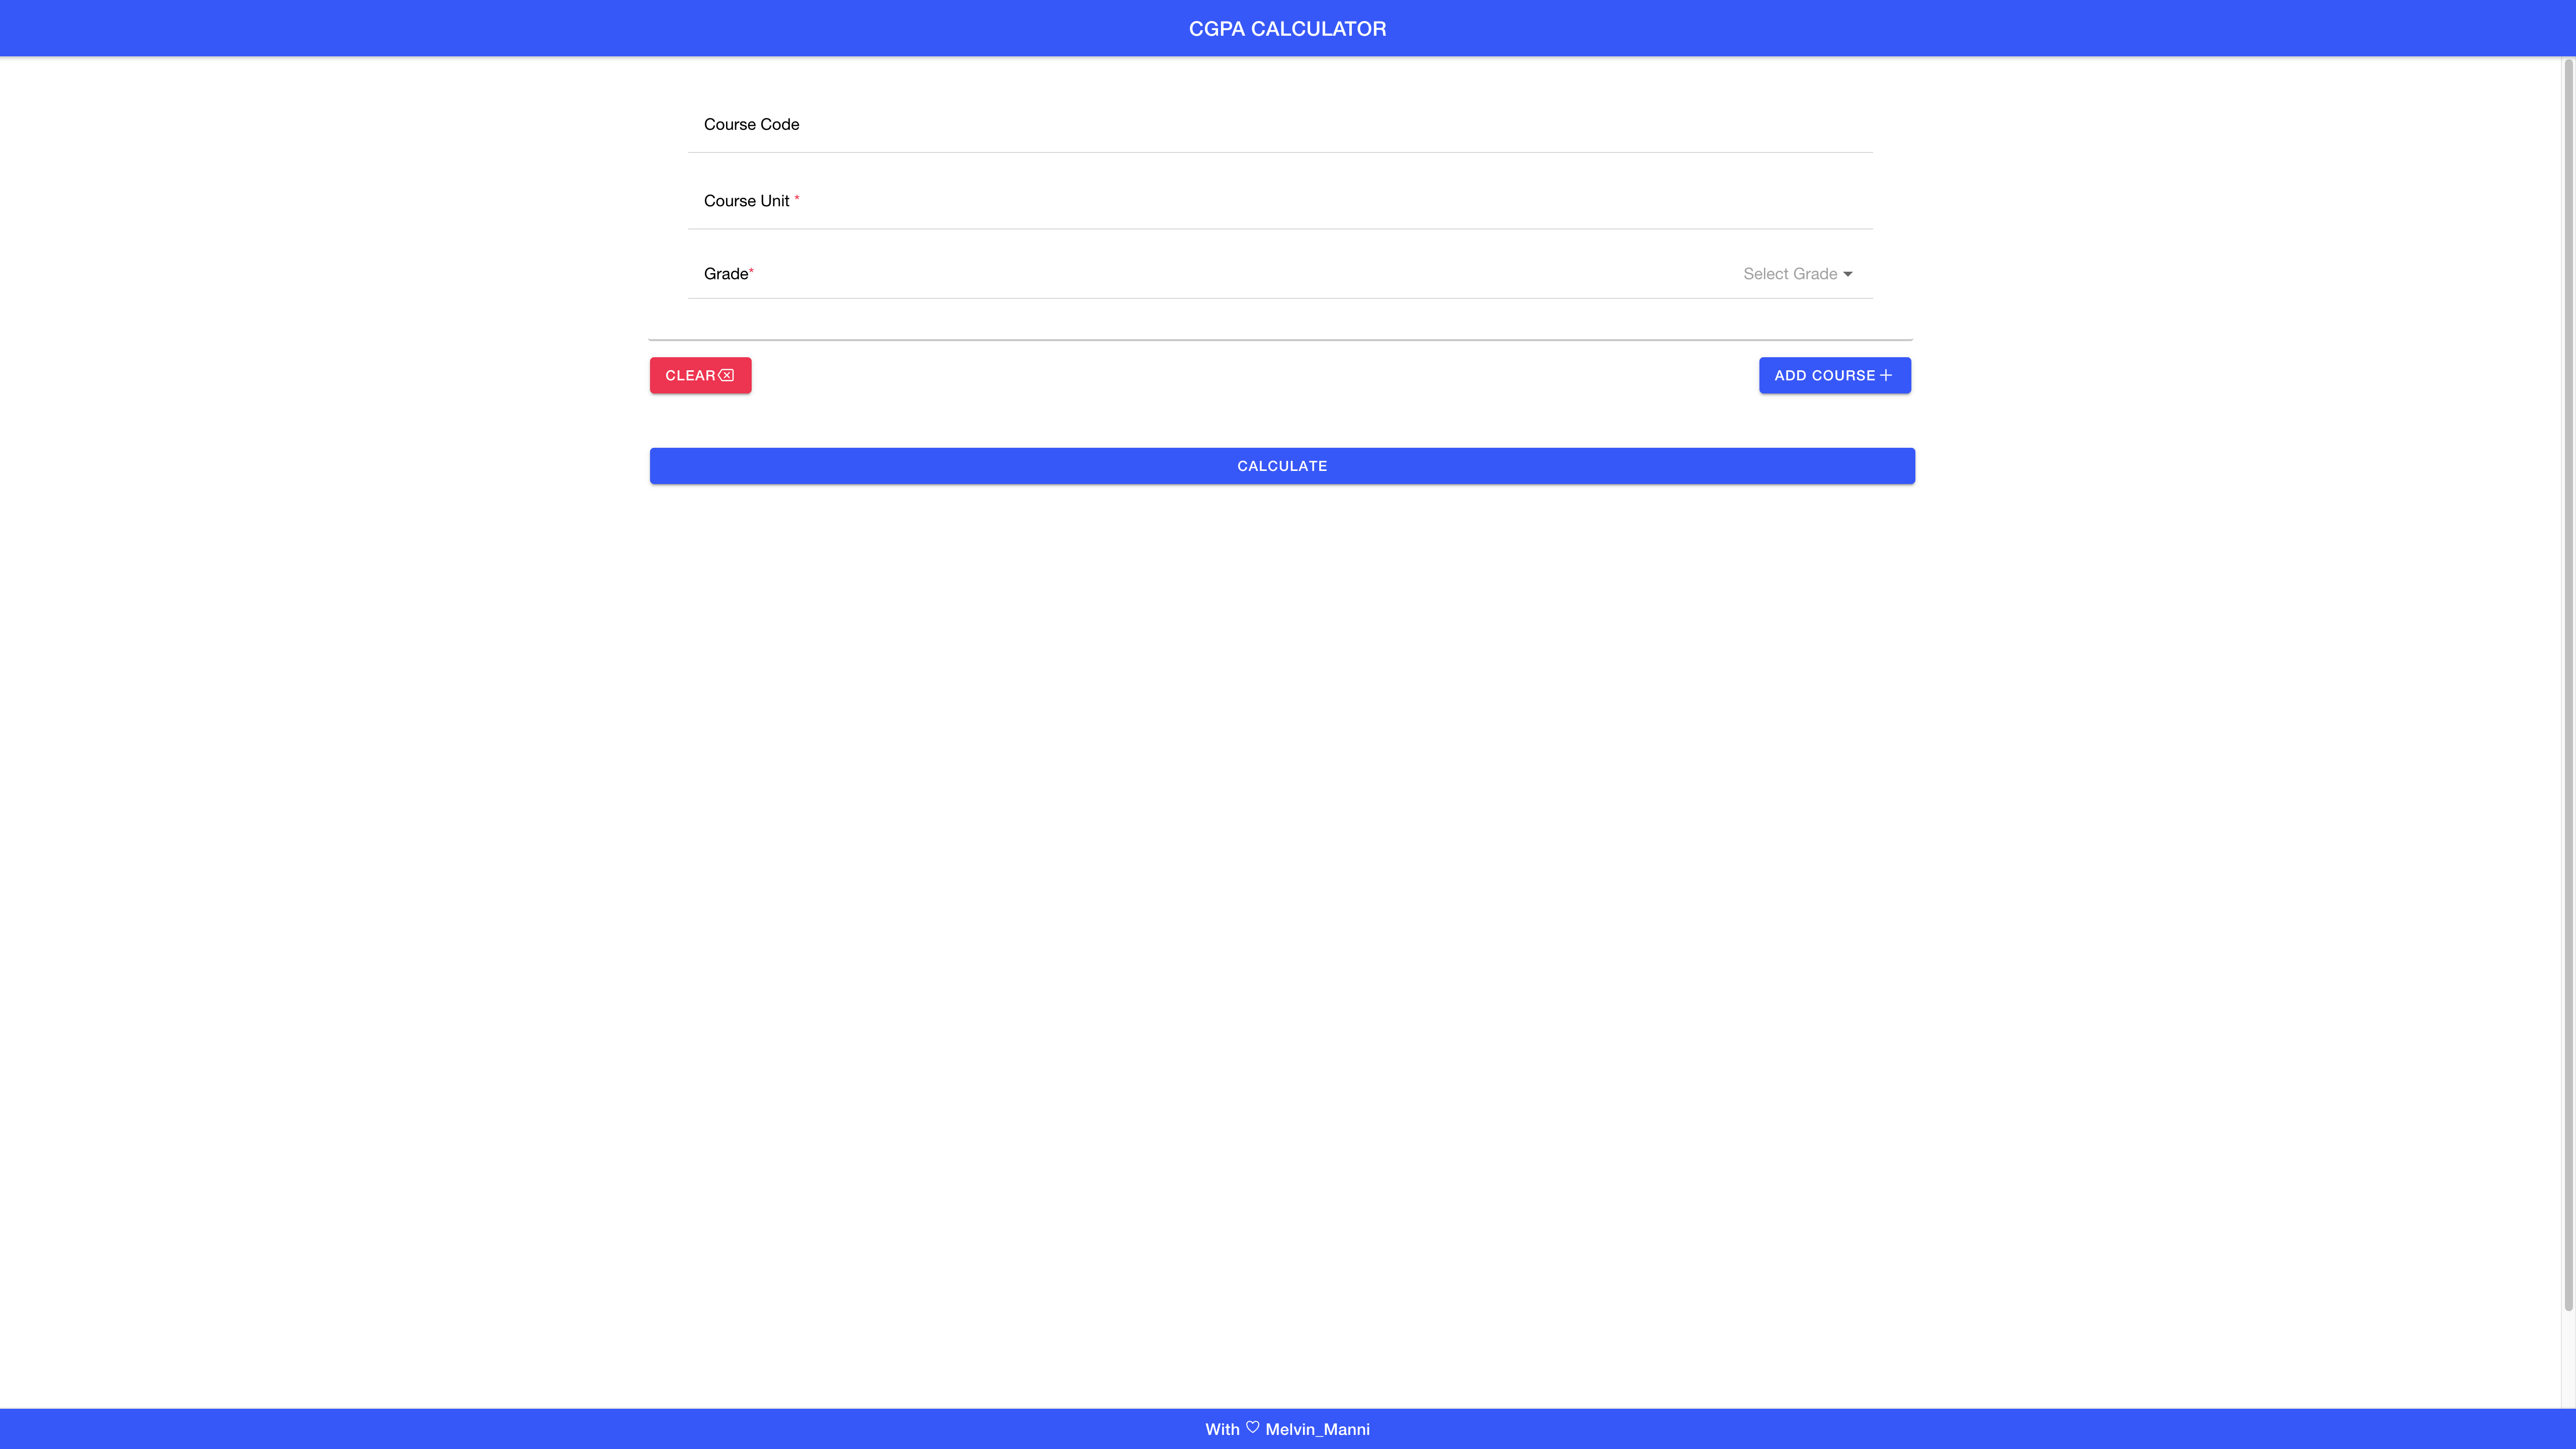 CGPA CALCULATOR
Course Code
Course Unit *
Grade* Select Grade
CLEAR ADD COURSE
CALCULATE
With ♡ Melvin_Manni